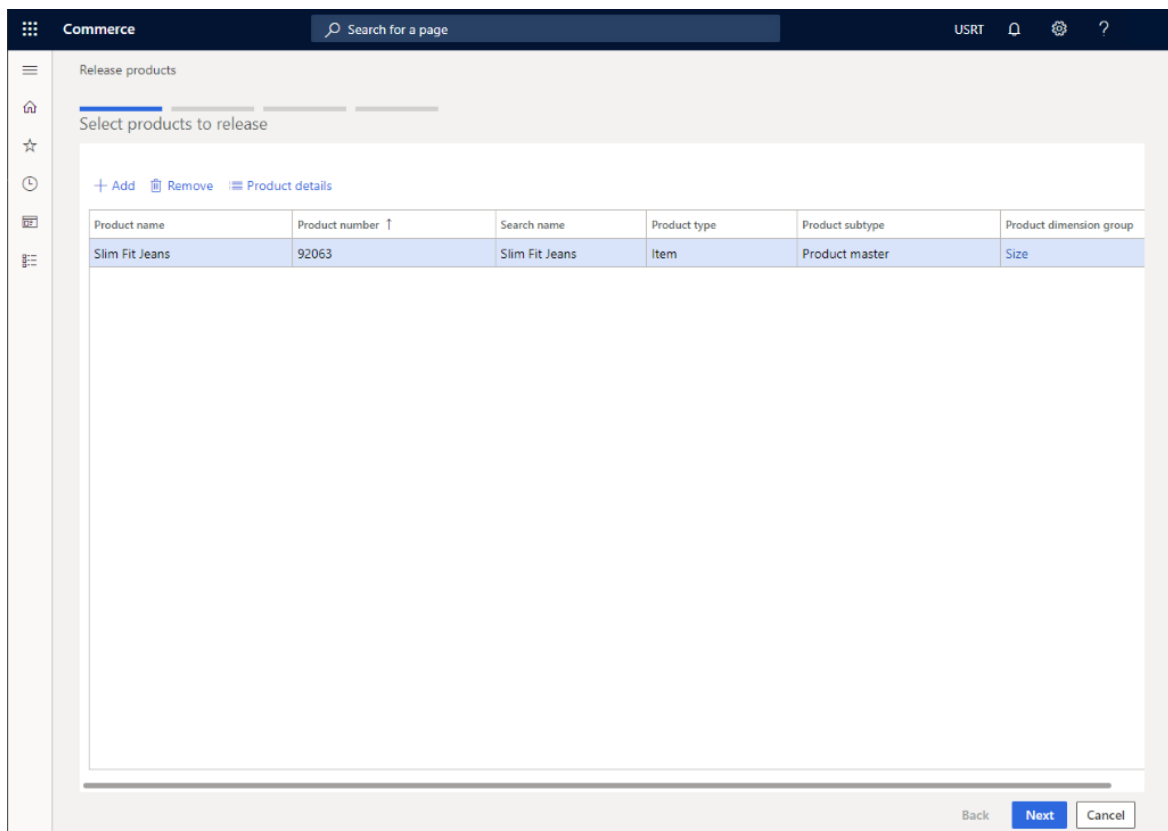 Commerce Search for a page USRT ?
Release products
Select products to release
+ Add Remove Product details
Product name Product number ↑ Search name Product type Product subtype Product dimension group
Slim Fit Jeans 92063 Slim Fit Jeans Item Product master Size
Back Next Cancel